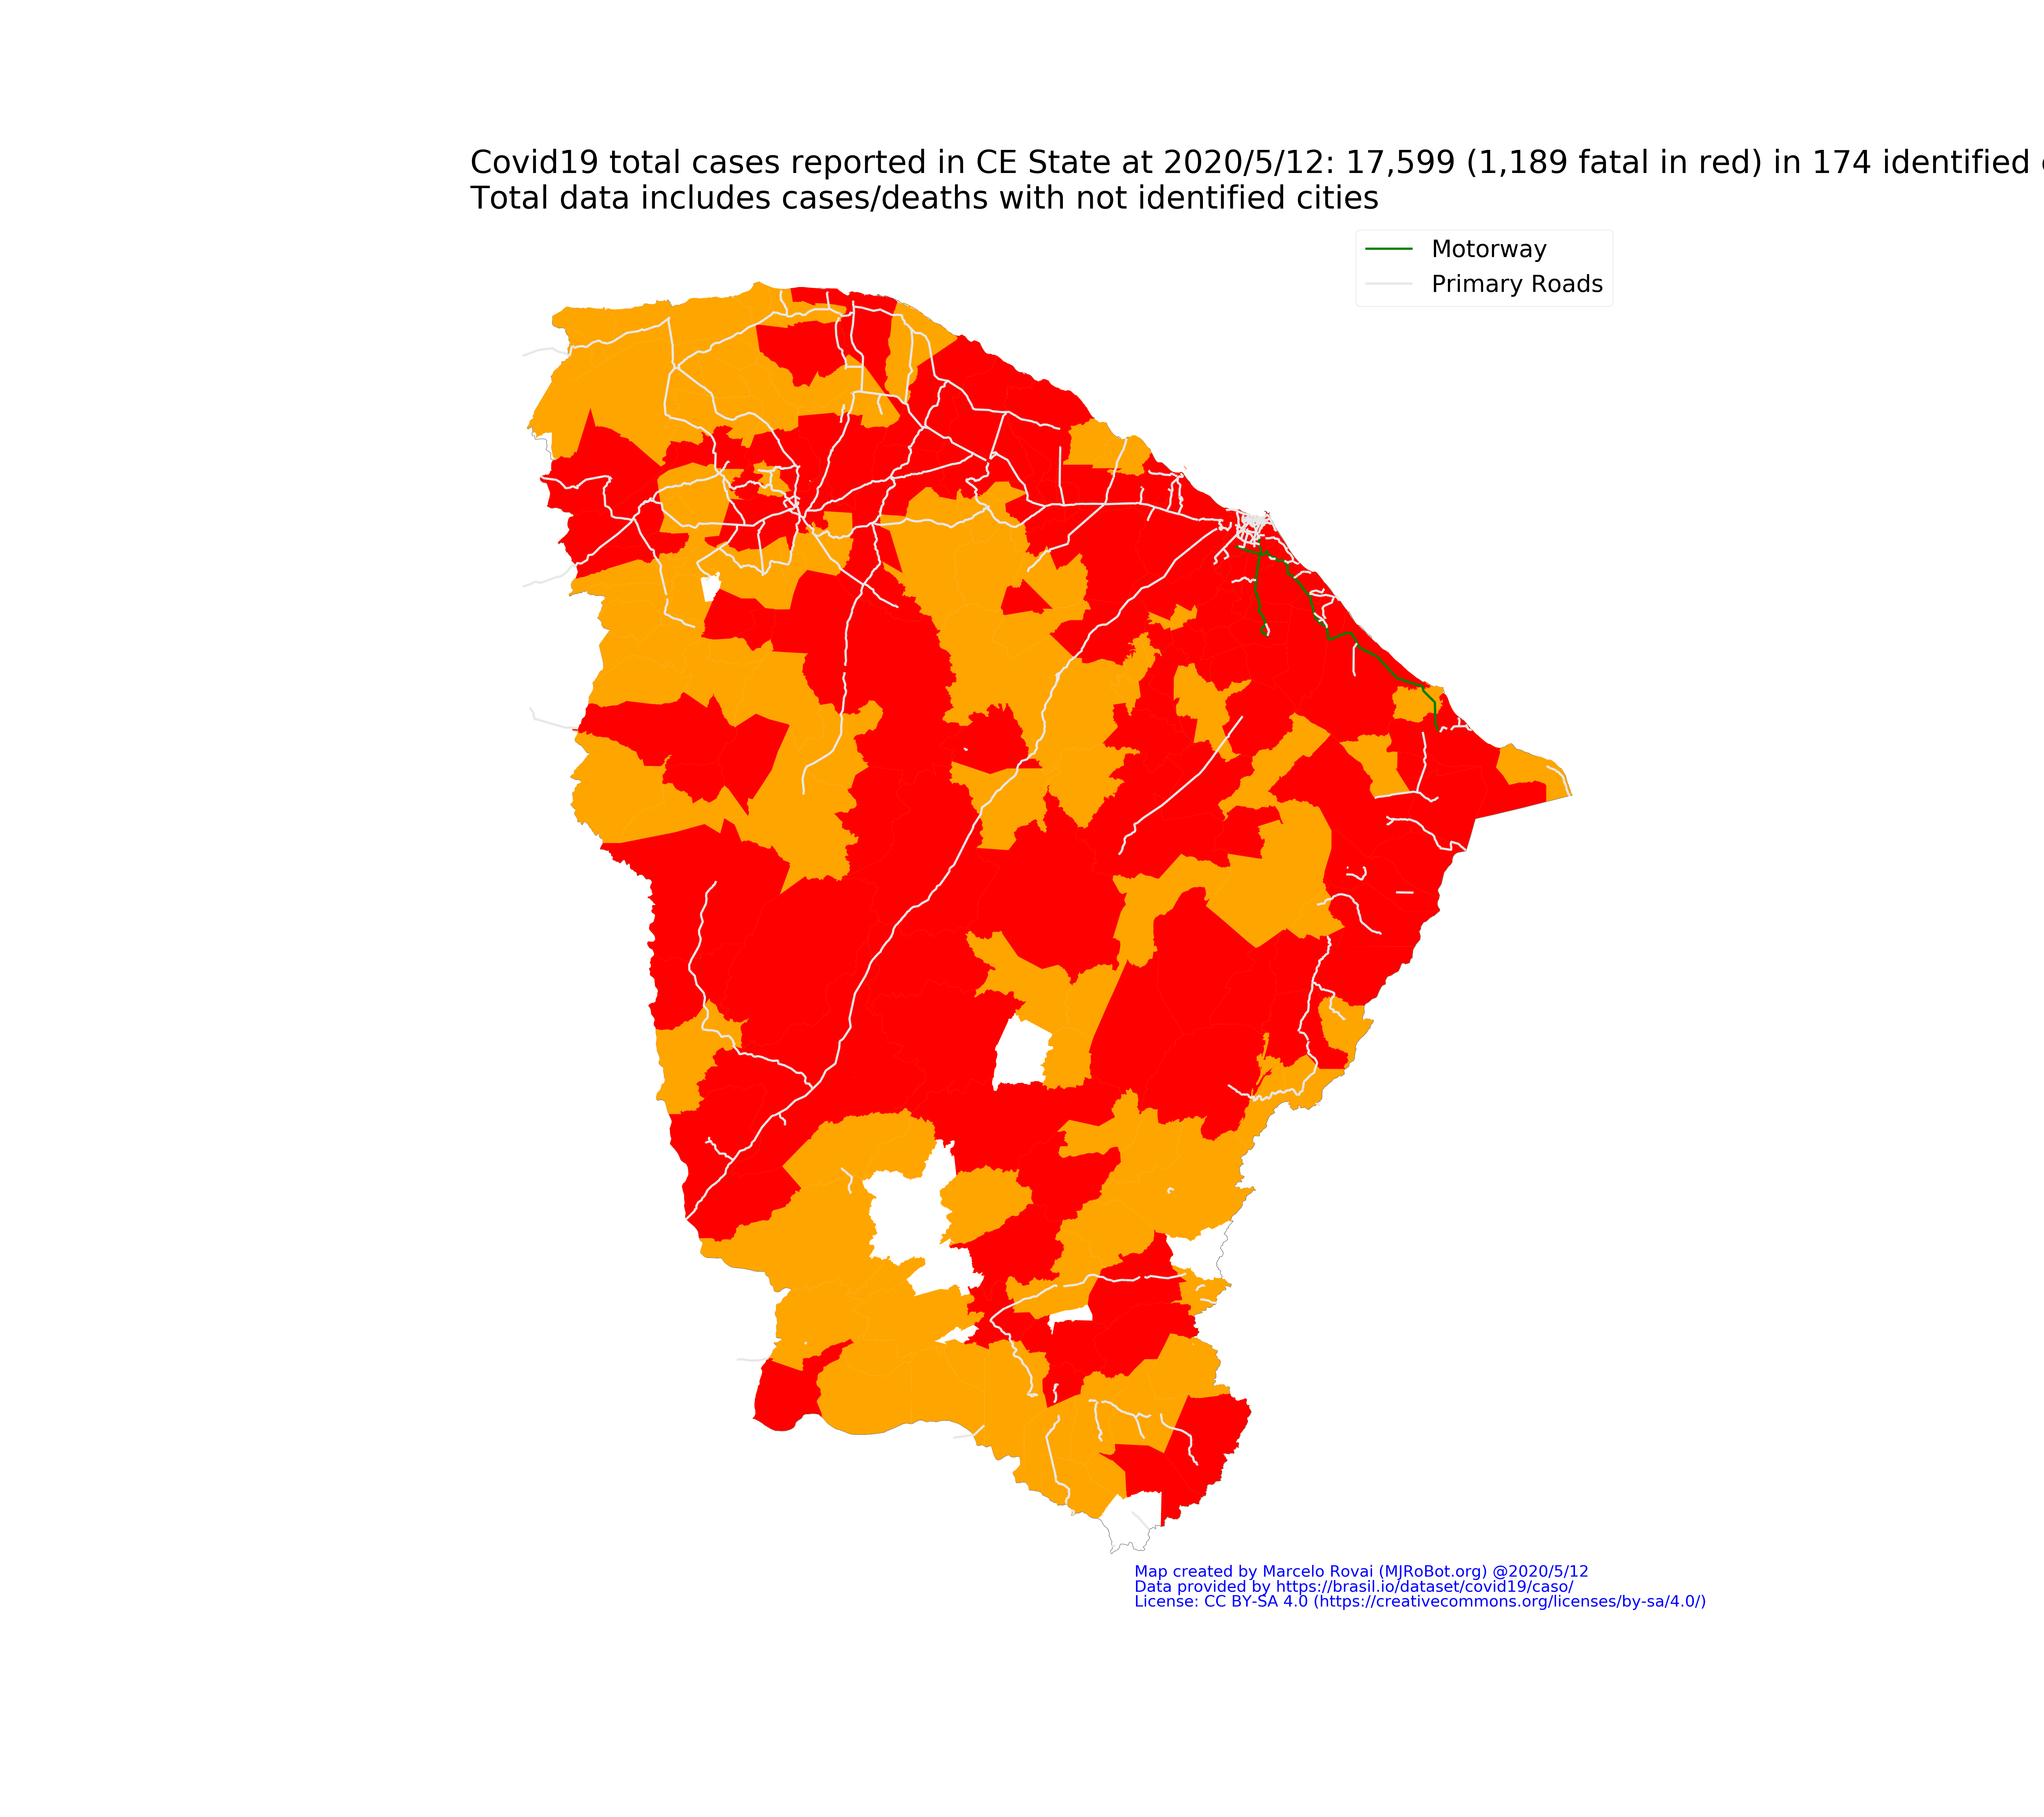 Covid19 total cases reported in CE State at 2020/5/12: 17,599 (1,189 fatal in red) in 174 identified
Total data includes cases/deaths with not identified cities
Motorway
Primary Roads
Map created by Marcelo Rovai (MJRoBot.org) @2020/5/12
Data provided by https://brasil.io/dataset/covid19/caso/
License: CC BY-SA 4.0 (https://creativecommons.org/licenses/by-sa/4.0/)